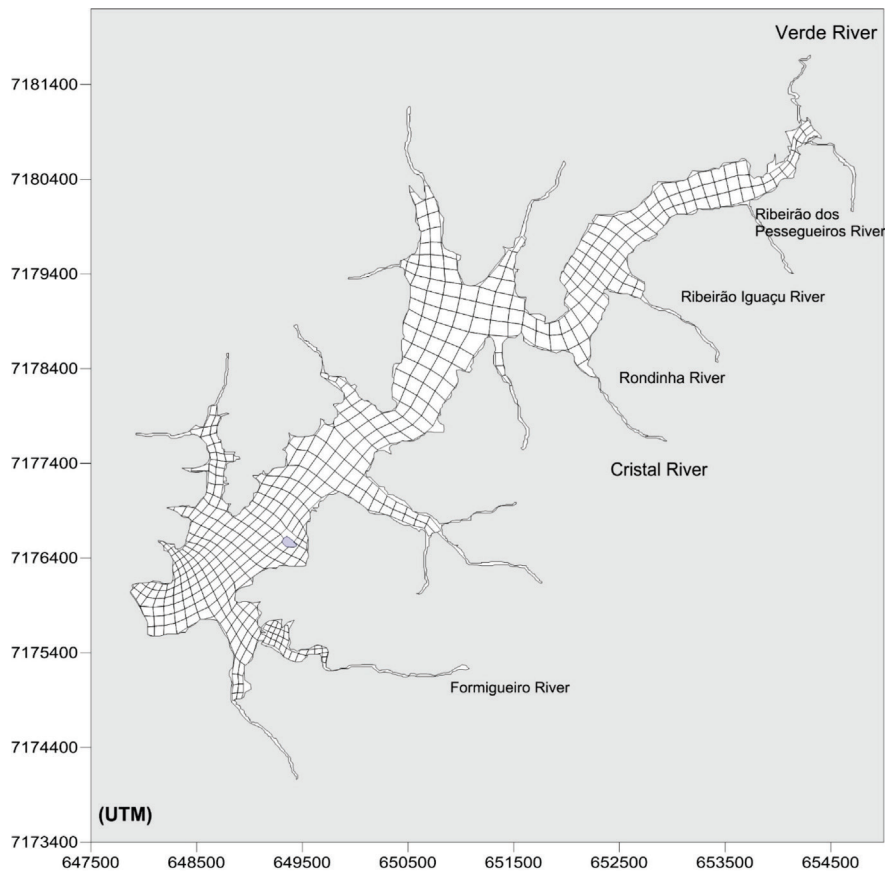 Verde River
7181400
7180400
Ribeirão dos
Pessegueiros River
7179400
Ribeirão Iguaçu River
7178400
Rondinha River
7177400
Cristal River
7176400
7175400
Formigueiro River
7174400
(UTM)
7173400
647500 648500 649500 650500 651500 652500 653500 654500